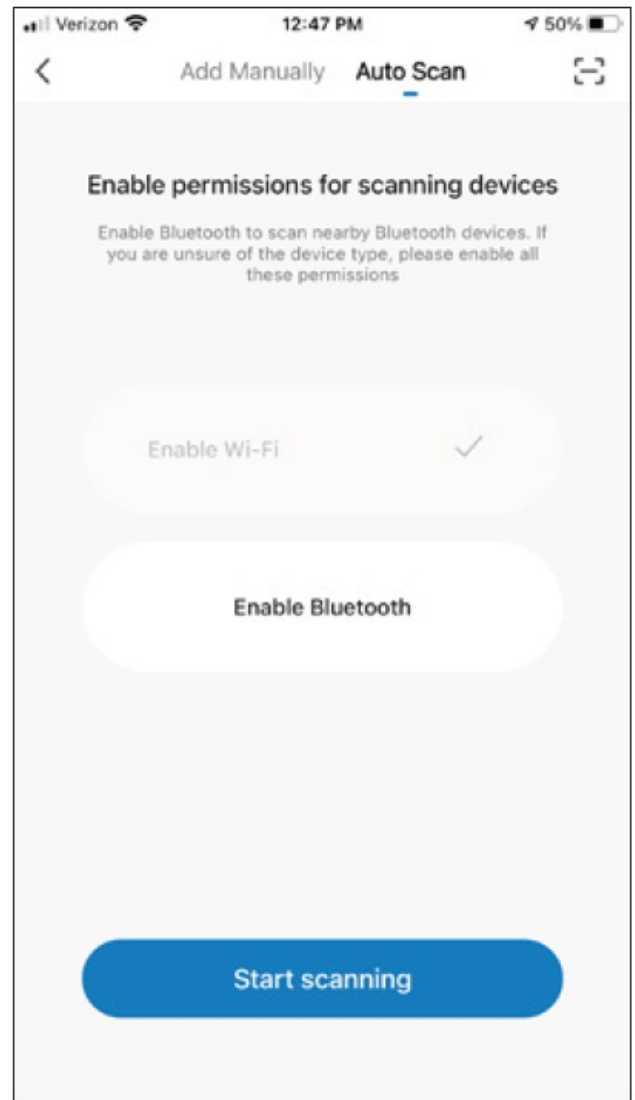 Verizon 12:47 PM 50%
Add Manually Auto Scan
Enable permissions for scanning devices
Enable Bluetooth to scan nearby Bluetooth devices. If
you are unsure of the device type, please enable all
these permissions
Enable Wi-Fi
Enable Bluetooth
Start scanning